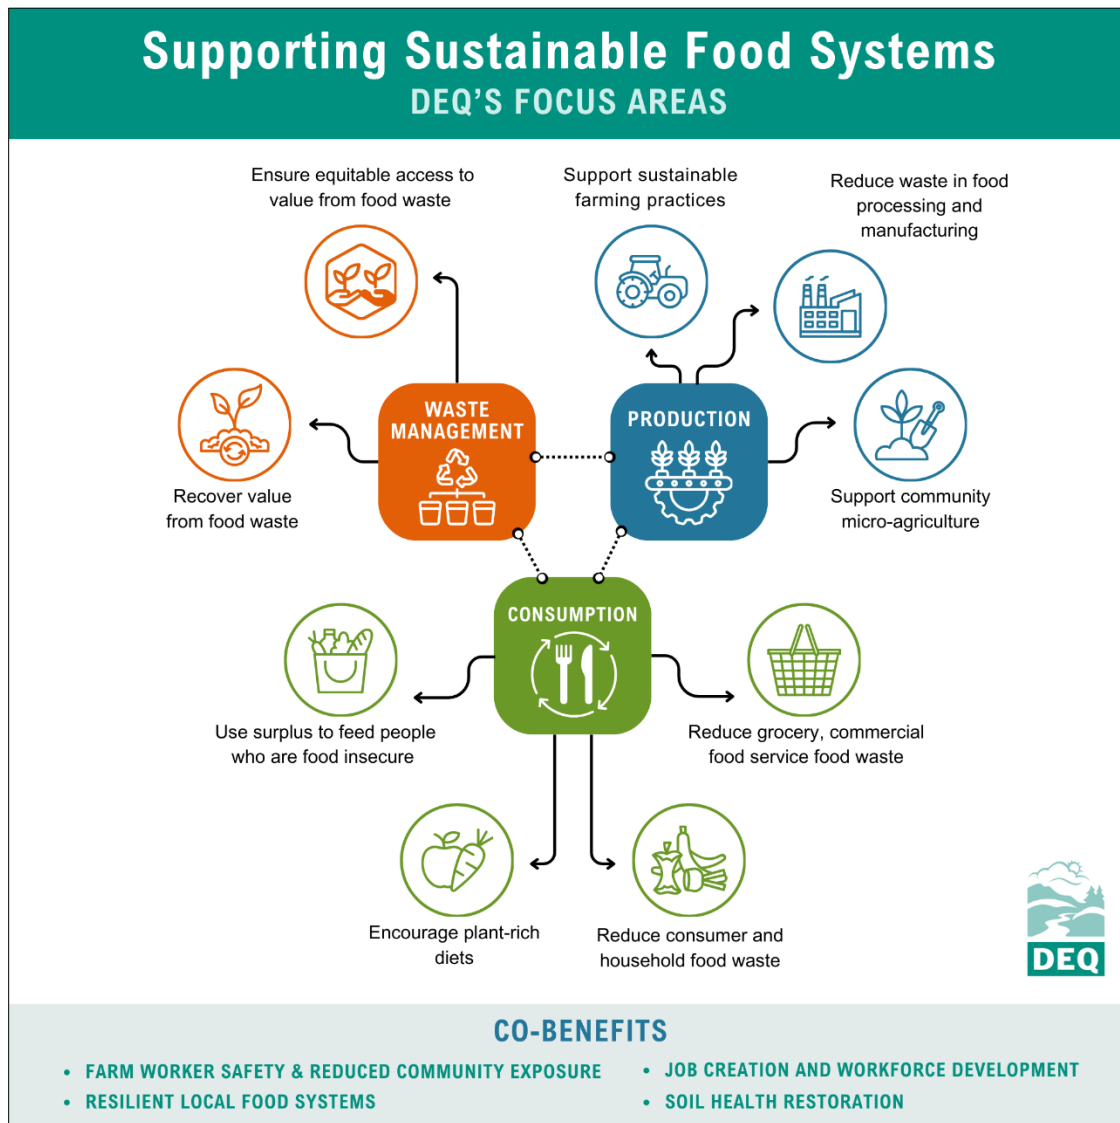 Supporting Sustainable Food Systems
DEQ'S FOCUS AREAS
Ensure equitable access to
value from food waste
Support sustainable
farming practices
Reduce waste in food
processing and
manufacturing
WASTE
MANAGEMENT
PRODUCTION
Recover value
from food waste
Support community
micro-agriculture
CONSUMPTION
Use surplus to feed people
who are food insecure
Reduce grocery, commercial
food service food waste
Encourage plant-rich
diets
Reduce consumer and
household food waste
DEQ
CO-BENEFITS
• FARM WORKER SAFETY & REDUCED COMMUNITY EXPOSURE
• RESILIENT LOCAL FOOD SYSTEMS
• JOB CREATION AND WORKFORCE DEVELOPMENT
• SOIL HEALTH RESTORATION